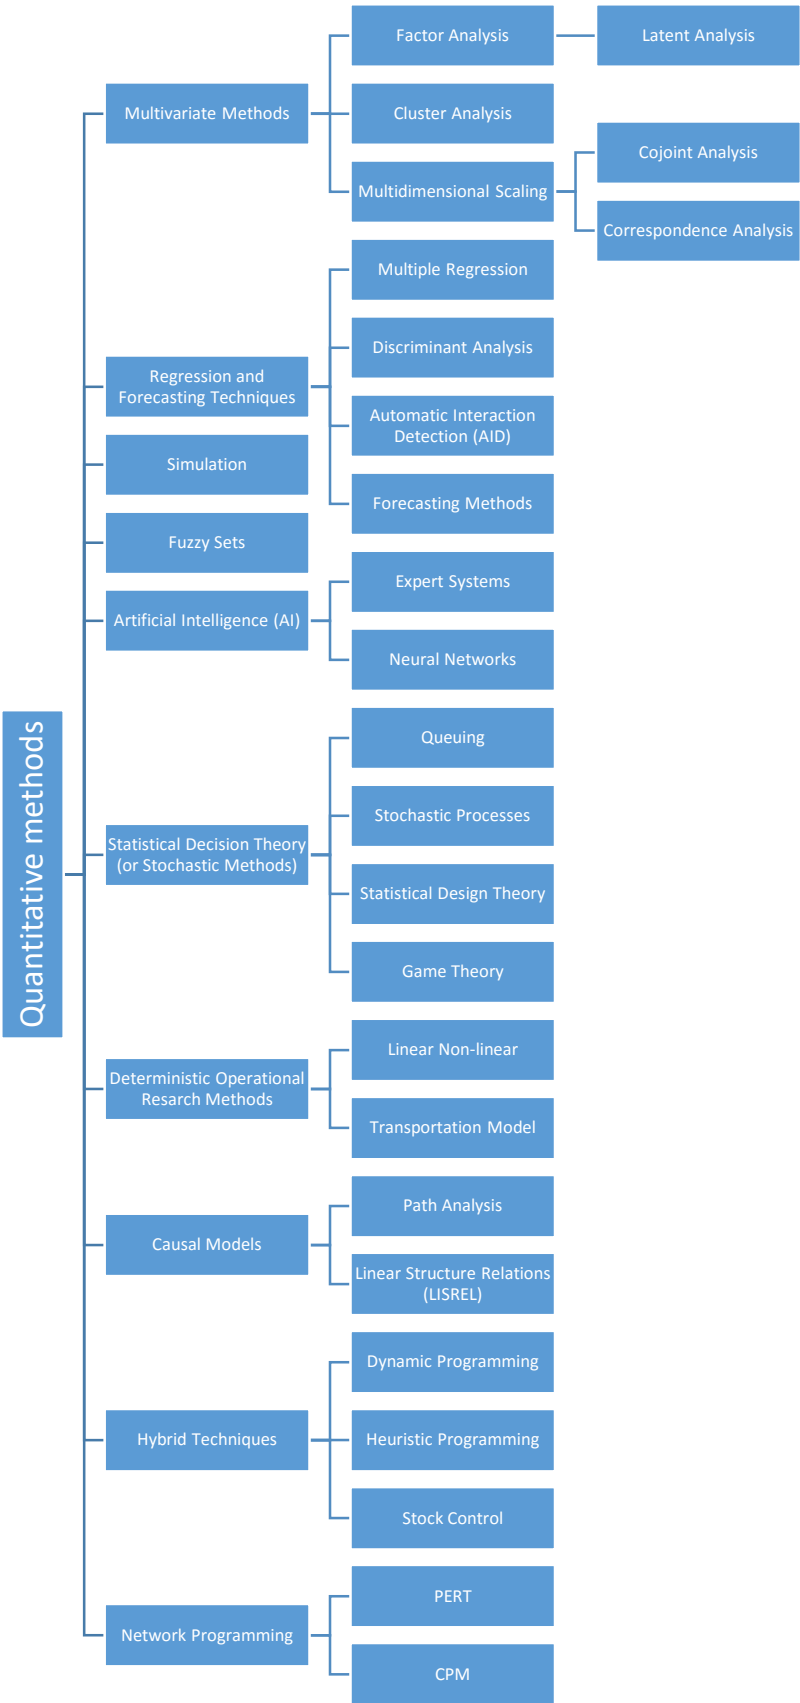 Quantitative methods
Multivariate Methods
Factor Analysis
Latent Analysis
Cluster Analysis
Multidimensional Scaling
Cojoint Analysis
Correspondence Analysis
Regression and
Forecasting Techniques
Multiple Regression
Discriminant Analysis
Automatic Interaction
Detection (AID)
Forecasting Methods
Simulation
Fuzzy Sets
Artificial Intelligence (AI)
Expert Systems
Neural Networks
Statistical Decision Theory
(or Stochastic Methods)
Queuing
Stochastic Processes
Statistical Design Theory
Game Theory
Deterministic Operational
Resarch Methods
Linear Non-linear
Transportation Model
Causal Models
Path Analysis
Linear Structure Relations
(LISREL)
Hybrid Techniques
Dynamic Programming
Heuristic Programming
Stock Control
Network Programming
PERT
CPM